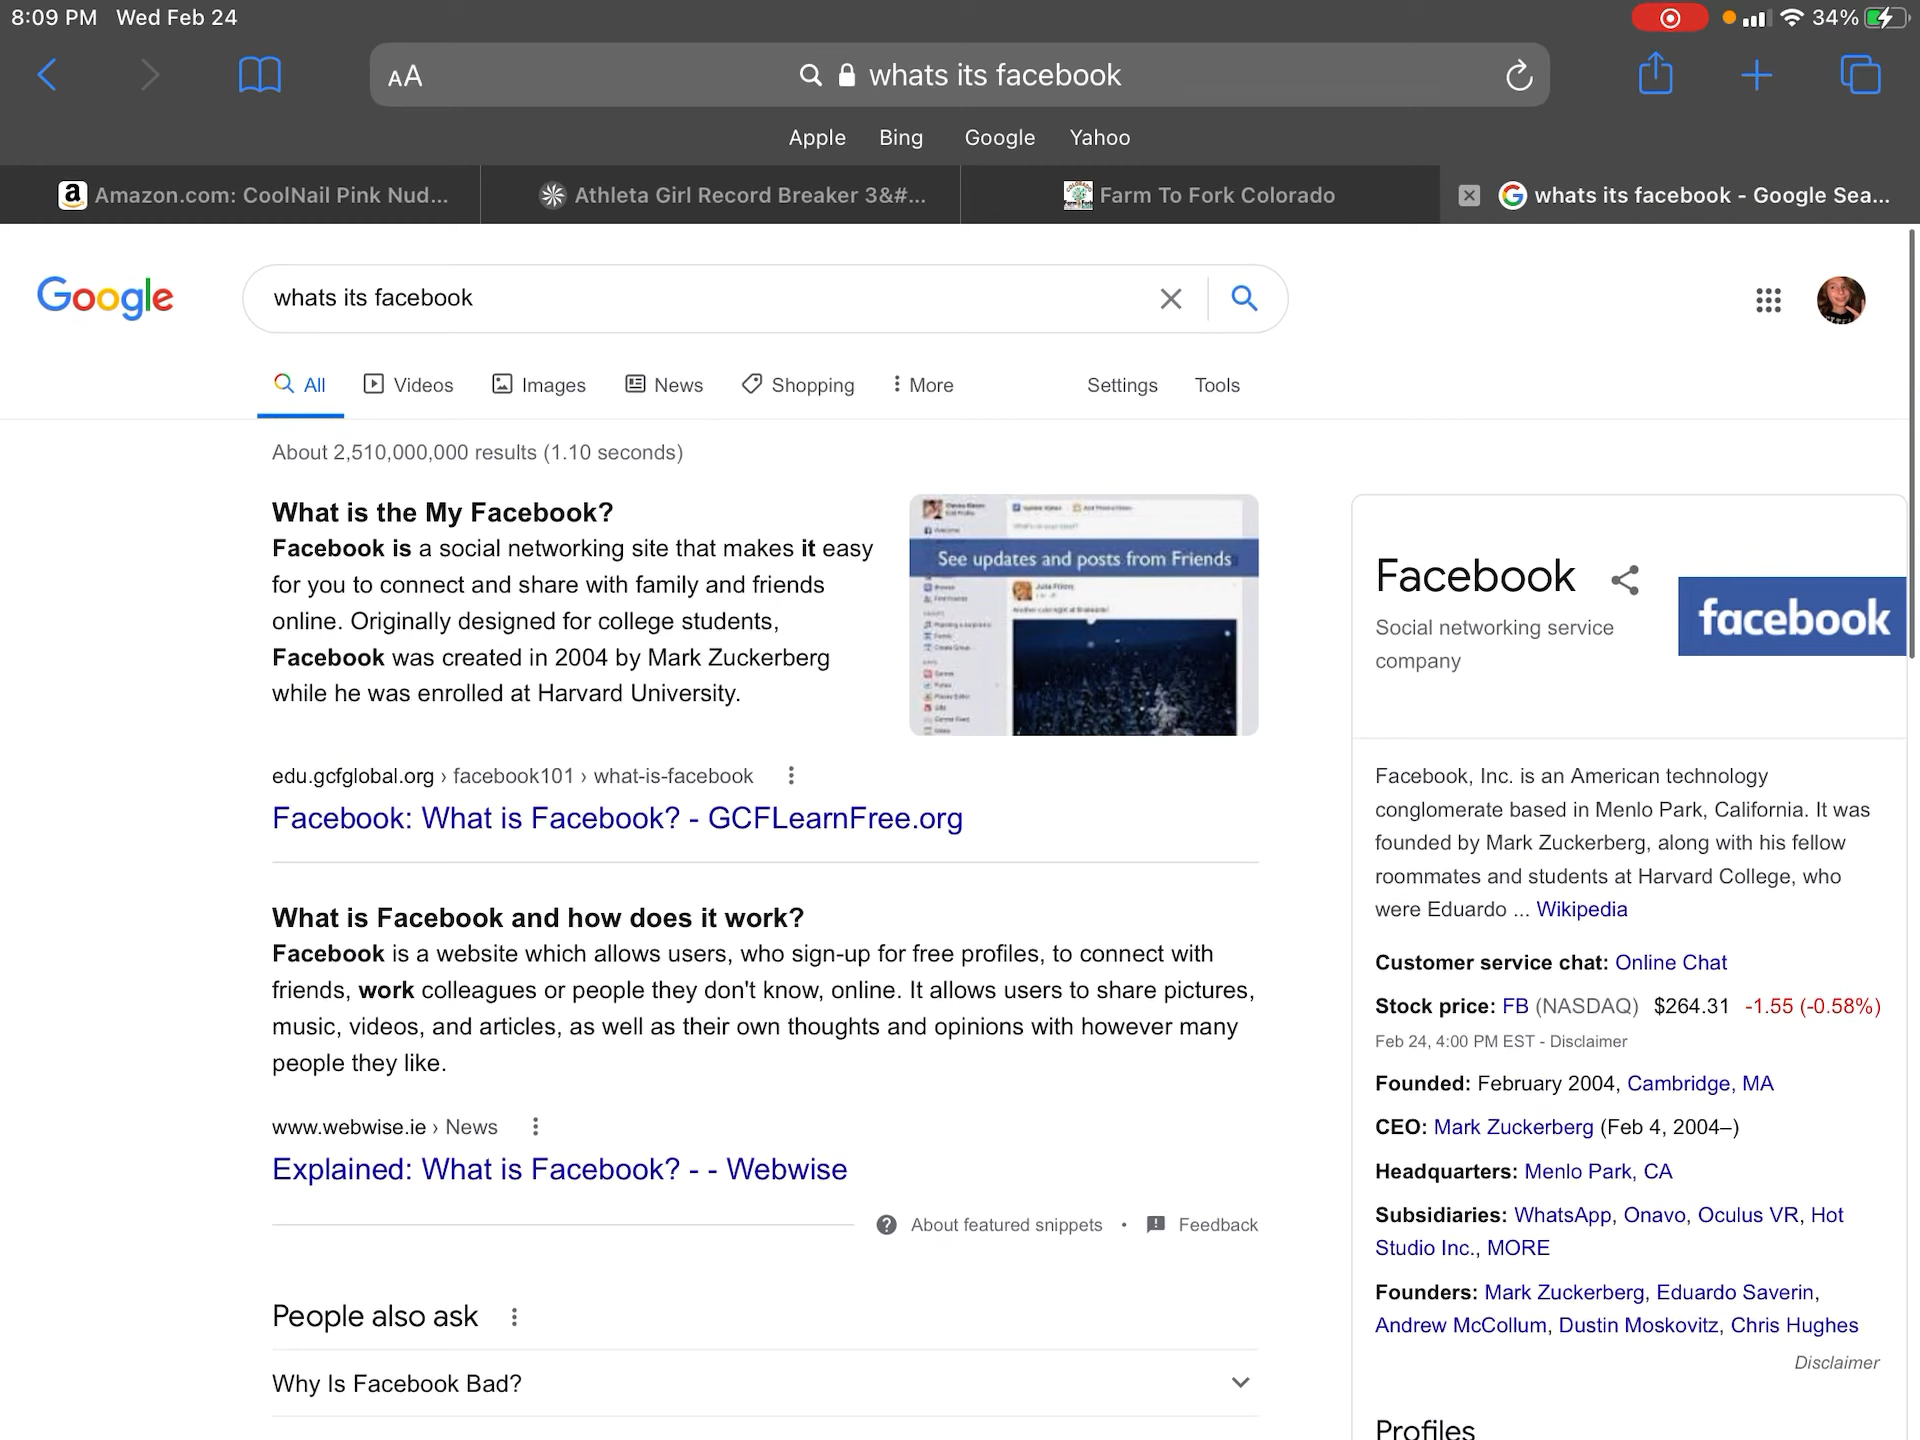 8:09 PM Wed Feb 24
34%
AA
whats its facebook
Apple Bing Google Yahoo
Amazon.com: CoolNail Pink Nud...
Athleta Girl Record Breaker 3&#...
Farm To Fork Colorado
whats its facebook - Google Sea...
Google
whats its facebook
All Videos Images News Shopping More Settings Tools
About 2,510,000,000 results (1.10 seconds)
What is the My Facebook?
Facebook is a social networking site that makes it easy
for you to connect and share with family and friends
online. Originally designed for college students,
Facebook was created in 2004 by Mark Zuckerberg
while he was enrolled at Harvard University.
See updates and posts from Friends
edu.gcfglobal.org › facebook101 › what-is-facebook
Facebook: What is Facebook? - GCFLearnFree.org
What is Facebook and how does it work?
Facebook is a website which allows users, who sign-up for free profiles, to connect with
friends, work colleagues or people they don't know, online. It allows users to share pictures,
music, videos, and articles, as well as their own thoughts and opinions with however many
people they like.
www.webwise.ie › News
Explained: What is Facebook? - - Webwise
About featured snippets • Feedback
People also ask
Why Is Facebook Bad?
Facebook
facebook
Social networking service
company
Facebook, Inc. is an American technology
conglomerate based in Menlo Park, California. It was
founded by Mark Zuckerberg, along with his fellow
roommates and students at Harvard College, who
were Eduardo ... Wikipedia
Customer service chat: Online Chat
Stock price: FB (NASDAQ) $264.31 -1.55 (-0.58%)
Feb 24, 4:00 PM EST - Disclaimer
Founded: February 2004, Cambridge, MA
CEO: Mark Zuckerberg (Feb 4, 2004–)
Headquarters: Menlo Park, CA
Subsidiaries: WhatsApp, Onavo, Oculus VR, Hot
Studio Inc., MORE
Founders: Mark Zuckerberg, Eduardo Saverin,
Andrew McCollum, Dustin Moskovitz, Chris Hughes
Disclaimer
Profiles